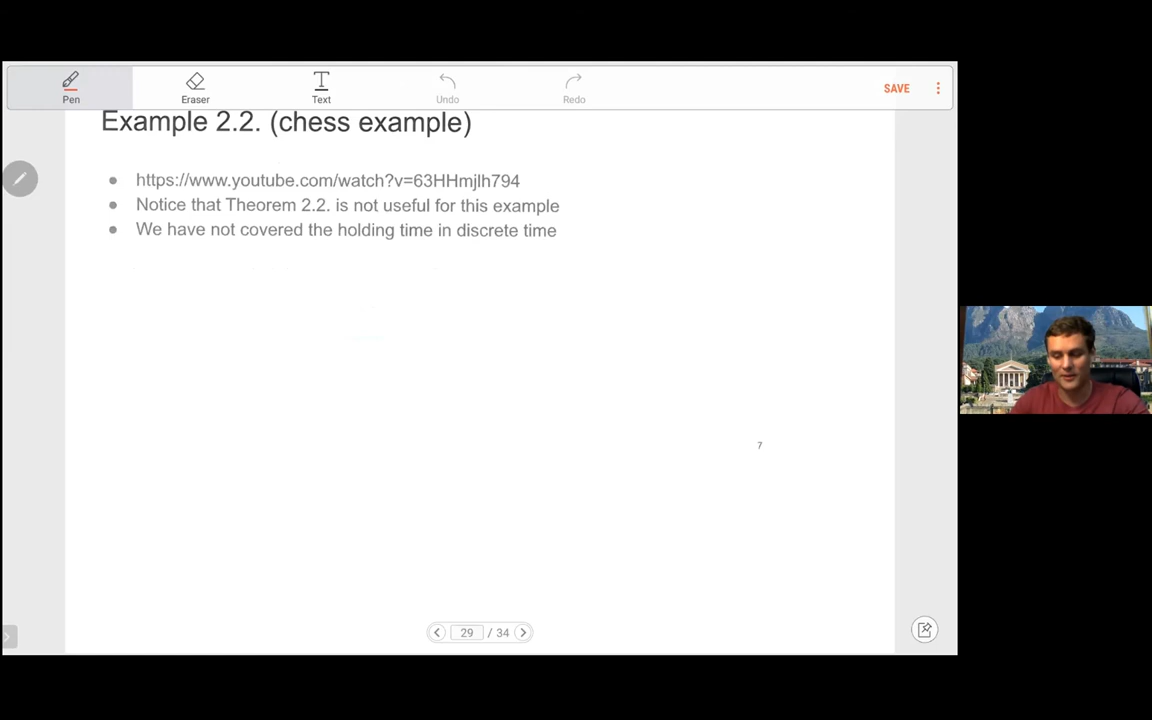 Pen
Eraser
Text
Undo
Redo
SAVE
Example 2.2. (chess example)
https://www.youtube.com/watch?v=63HHmjlh794
Notice that Theorem 2.2. is not useful for this example
We have not covered the holding time in discrete time
7
29 / 34